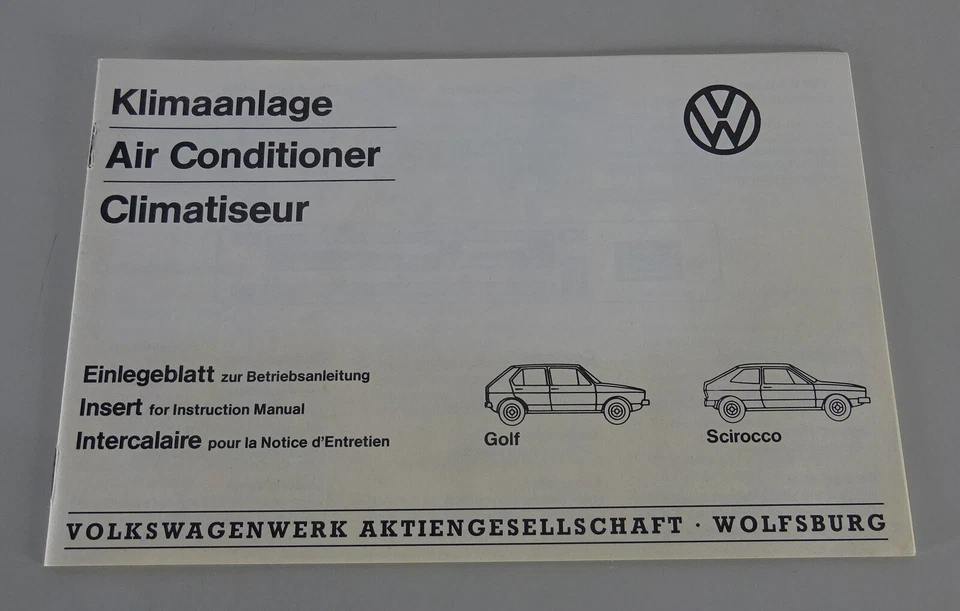 Klimaanlage
Air Conditioner
Climatiseur
Einlegeblatt zur Betriebsanleitung
Insert for Instruction Manual
Intercalaire pour la Notice d'Entretien
Golf
Scirocco
VOLKSWAGENWERK AKTIENGESELLSCHAFT · WOLFSBURG